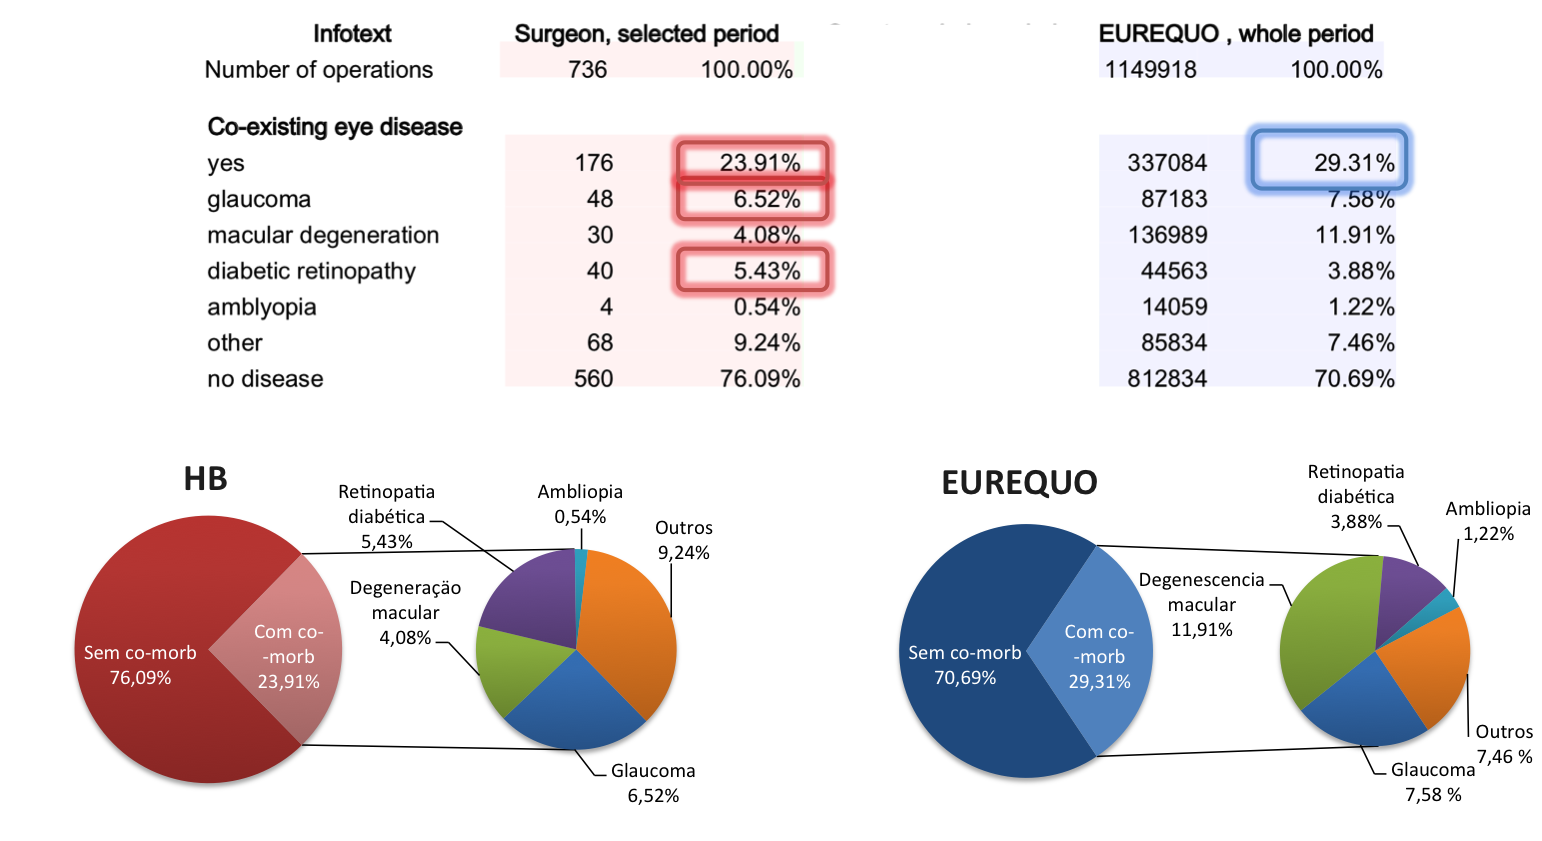 Infotext Surgeon, selected period EUREQUO , whole period
Number of operations 736 100.00% 1149918 100.00%
Co-existing eye disease
yes 176 23.91% 337084 29.31%
glaucoma 48 6.52% 87183 7.58%
macular degeneration 30 4.08% 136989 11.91%
diabetic retinopathy 40 5.43% 44563 3.88%
amblyopia 4 0.54% 14059 1.22%
other 68 9.24% 85834 7.46%
no disease 560 76.09% 812834 70.69%
HB
Sem co-morb
76,09%
Com co-
-morb
23,91%
Retinopatia
diabética
5,43%
Ambliopia
0,54%
Outros
9,24%
Degeneraçäo
macular
4,08%
Glaucoma
6,52%
EUREQUO
Sem co-morb
70,69%
Com co-
-morb
29,31%
Retinopatia
diabética
3,88%
Ambliopia
1,22%
Degenescencia
macular
11,91%
Outros
7,46 %
Glaucoma
7,58 %